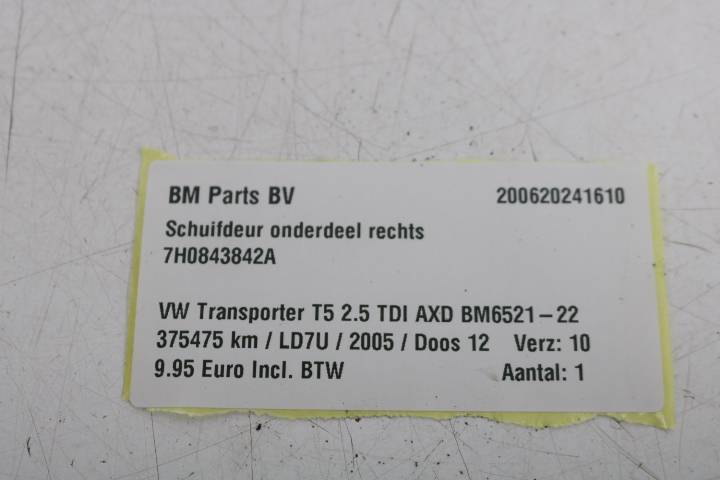 BM Parts BV 200620241610
Schuifdeur onderdeel rechts
7H0843842A
VW Transporter T5 2.5 TDI AXD BM6521-22
375475 km / LD7U / 2005 / Doos 12 Verz: 10
9.95 Euro Incl. BTW Aantal: 1